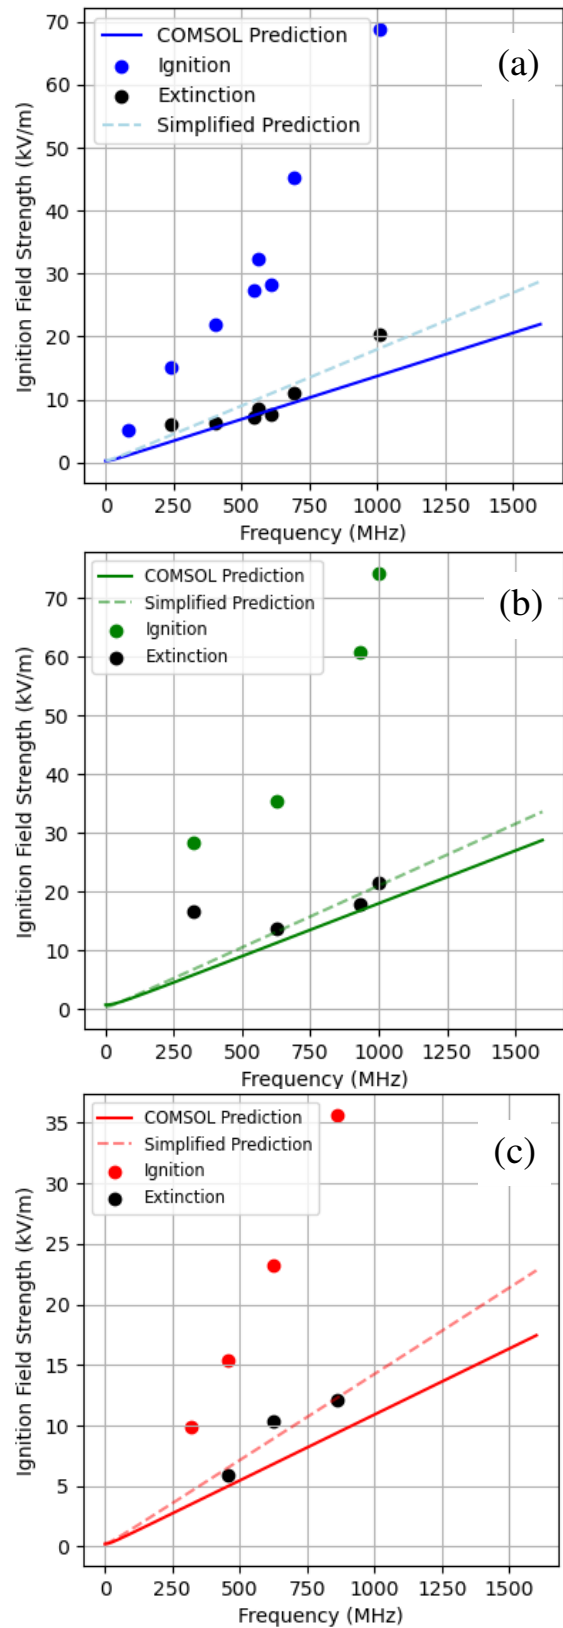 70
60
50
40
30
20
10
0
Ignition Field Strength (kV/m)
COMSOL Prediction
Ignition
Extinction
Simplified Prediction
(a)
0 250 500 750 1000 1250 1500
Frequency (MHz)
70
60
50
40
30
20
10
0
Ignition Field Strength (kV/m)
COMSOL Prediction
Simplified Prediction
Ignition
Extinction
(b)
0 250 500 750 1000 1250 1500
Frequency (MHz)
35
25
20
15
10
5
0
30
Ignition Field Strength (kV/m)
COMSOL Prediction
Simplified Prediction
Ignition
Extinction
(c)
0 250 500 750 1000 1250 1500
Frequency (MHz)